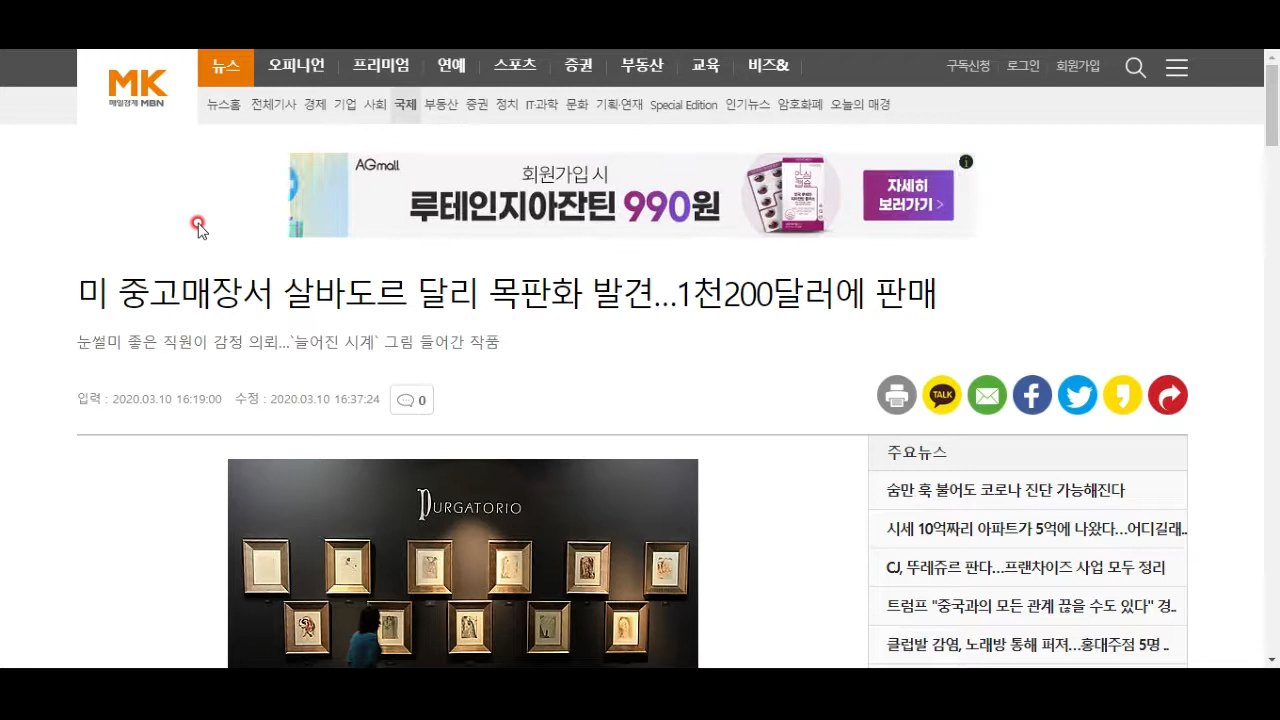 MK
매일경제 MBN
뉴스 오피니언 프리미엄 연예 스포츠 증권 부동산 교육 비즈&
구독신청 로그인 회원가입
뉴스홈 전체기사 경제 기업 사회 국제 부동산 증권 정치 IT·과학 문화 기획·연재 Special Edition 인기뉴스 암호화폐 오늘의 매경
AGmall
회원가입 시
루테인지아잔틴 990원
자세히
보러가기 >
미 중고매장서 살바도르 달리 목판화 발견...1천200달러에 판매
눈썰미 좋은 직원이 감정 의뢰...`늘어진 시계` 그림 들어간 작품
입력 : 2020.03.10 16:19:00 수정 : 2020.03.10 16:37:24 0
TALK
주요뉴스
숨만 훅 불어도 코로나 진단 가능해진다
시세 10억짜리 아파트가 5억에 나왔다…어디길래..
CJ, 뚜레쥬르 판다…프랜차이즈 사업 모두 정리
트럼프 "중국과의 모든 관계 끊을 수도 있다" 경..
클럽발 감염, 노래방 통해 퍼져…홍대주점 5명 ..
PURGATORIO